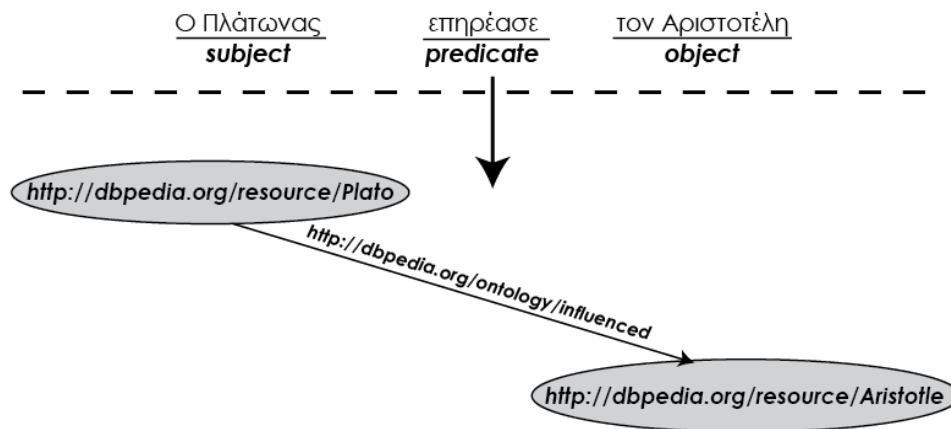 Ο Πλάτωνας επηρέασε τον Αριστοτέλη
subject predicate object
http://dbpedia.org/resource/Plato
http://dbpedia.org/ontology/influenced
http://dbpedia.org/resource/Aristotle